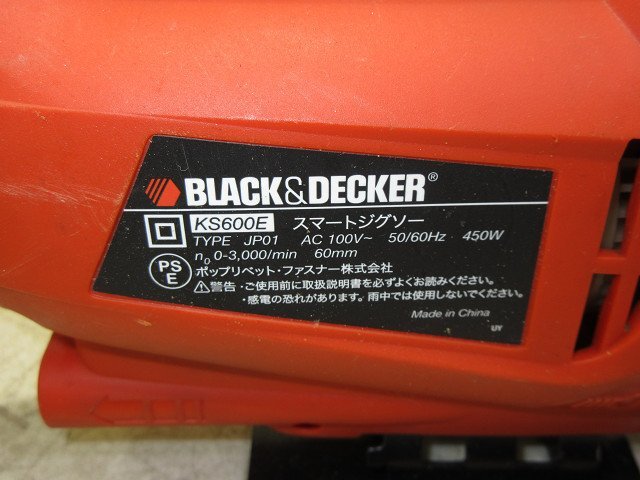 BLACK&DECKER®
KS600E スマートジグソー
TYPE JP01 AC 100V~ 50/60Hz 450W
n₀ 0-3,000/min 60mm
PS
E
ポップリベット・ファスナー株式会社
⚠警告・ご使用前に取扱説明書を必ずよくお読みください。
・感電の恐れがあります。雨中では使用しないでください。
Made in China
UY